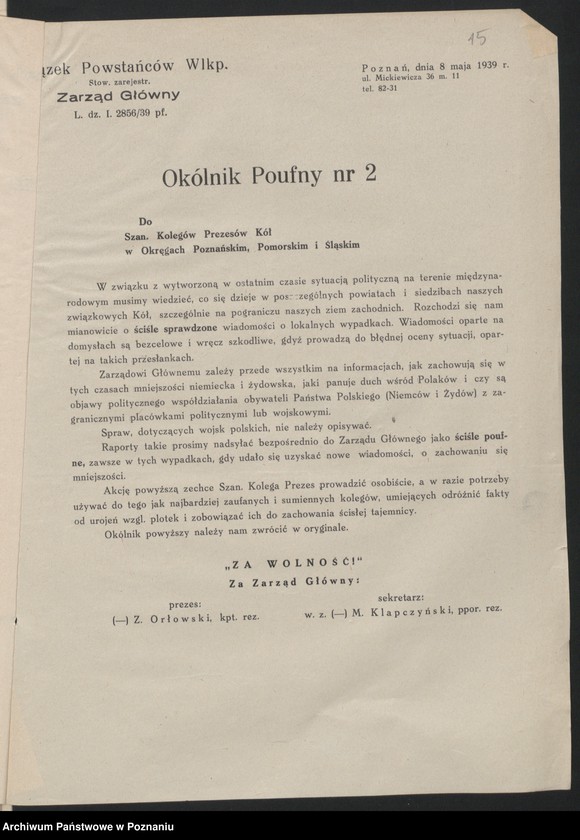 15
ązek Powstańców Wlkp.
Stow. zarejestr.
Zarząd Główny
L. dz. I. 2856/39 pf.
Poznań, dnia 8 maja 1939 r.
ul. Mickiewicza 36 m. 11
tel. 82-31
Okólnik Poufny nr 2
Do
Szan. Kolegów Prezesów Kół
w Okręgach Poznańskim, Pomorskim i Śląskim
W związku z wytworzoną w ostatnim czasie sytuacją polityczną na terenie międzyna-
rodowym musimy wiedzieć, co się dzieje w poszczególnych powiatach i siedzibach naszych
związkowych Kół, szczególnie na pograniczu naszych ziem zachodnich. Rozchodzi się nam
mianowicie o ściśle sprawdzone wiadomości o lokalnych wypadkach. Wiadomości oparte na
domysłach są bezcelowe i wręcz szkodliwe, gdyż prowadzą do błędnej oceny sytuacji, opar-
tej na takich przesłankach.
Zarządowi Głównemu zależy przede wszystkim na informacjach, jak zachowują się w
tych czasach mniejszości niemiecka i żydowska, jaki panuje duch wśród Polaków i czy są
objawy politycznego współdziałania obywateli Państwa Polskiego (Niemców i Żydów) z za-
granicznymi placówkami politycznymi lub wojskowymi.
Spraw, dotyczących wojsk polskich, nie należy opisywać.
Raporty takie prosimy nadsyłać bezpośrednio do Zarządu Głównego jako ściśle pouf-
ne, zawsze w tych wypadkach, gdy udało się uzyskać nowe wiadomości, o zachowaniu się
mniejszości.
Akcję powyższą zechce Szan. Kolega Prezes prowadzić osobiście, a w razie potrzeby
używać do tego jak najbardziej zaufanych i sumiennych kolegów, umiejących odróżnić fakty
od urojeń wzgl. plotek i zobowiązać ich do zachowania ścisłej tajemnicy.
Okólnik powyższy należy nam zwrócić w oryginale.
„ZA WOLNOŚĆ!"
Za Zarząd Główny:
prezes:
(—) Z. Orłowski, kpt. rez.
sekretarz:
w. z. (—) M. Klapczyński, ppor. rez.
Archiwum Państwowe w Poznaniu